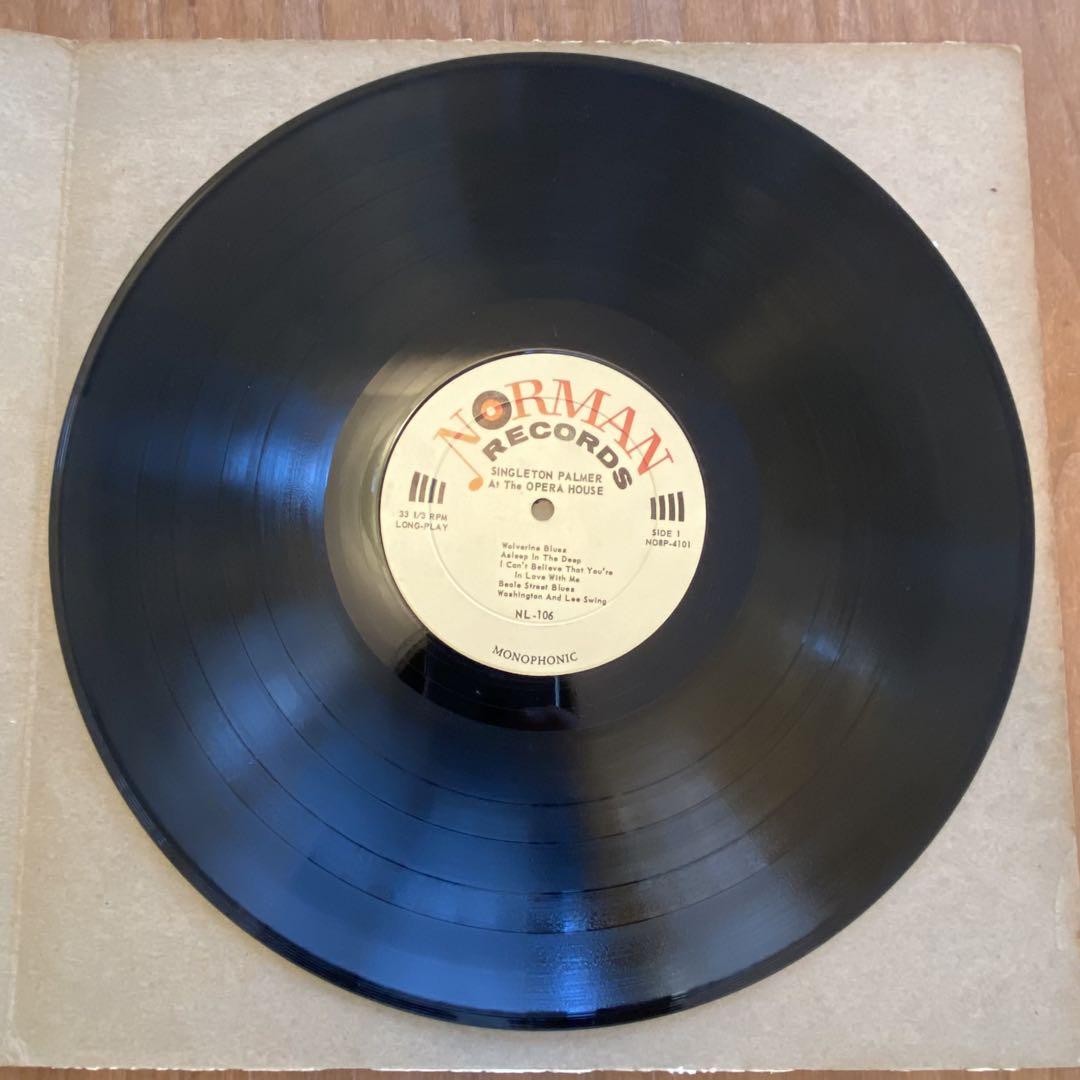 NORMAN
RECORDS
SINGLETON PALMER
At The OPERA HOUSE
33 1/3 RPM
LONG-PLAY
SIDE 1
NO8P-4101
Wolverine Blues
Asleep In The Deep
I Can't Believe That You're
In Love With Me
Beale Street Blues
Washington And Lee Swing
NL-106
MONOPHONIC